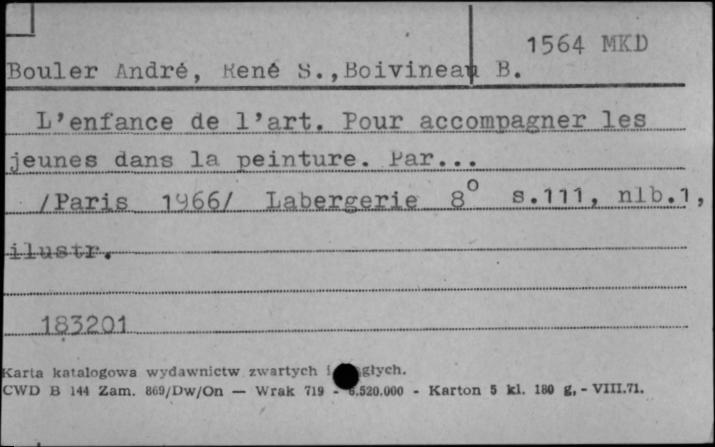 1564 MKD
Bouler André, René S.,Boivineau B.
L'enfance de l'art. Pour accompagner les
jeunes dans la peinture. Par...
/Paris 1966/ Labergerie 8° s.111, nlb.1,
ilustr.
183201
Karta katalogowa wydawnictw zwartych i
CWD B 144 Zam. 869/Dw/On — Wrak 719 - 6.520.000 - Karton 5 kl. 180 g, - VIII.71.